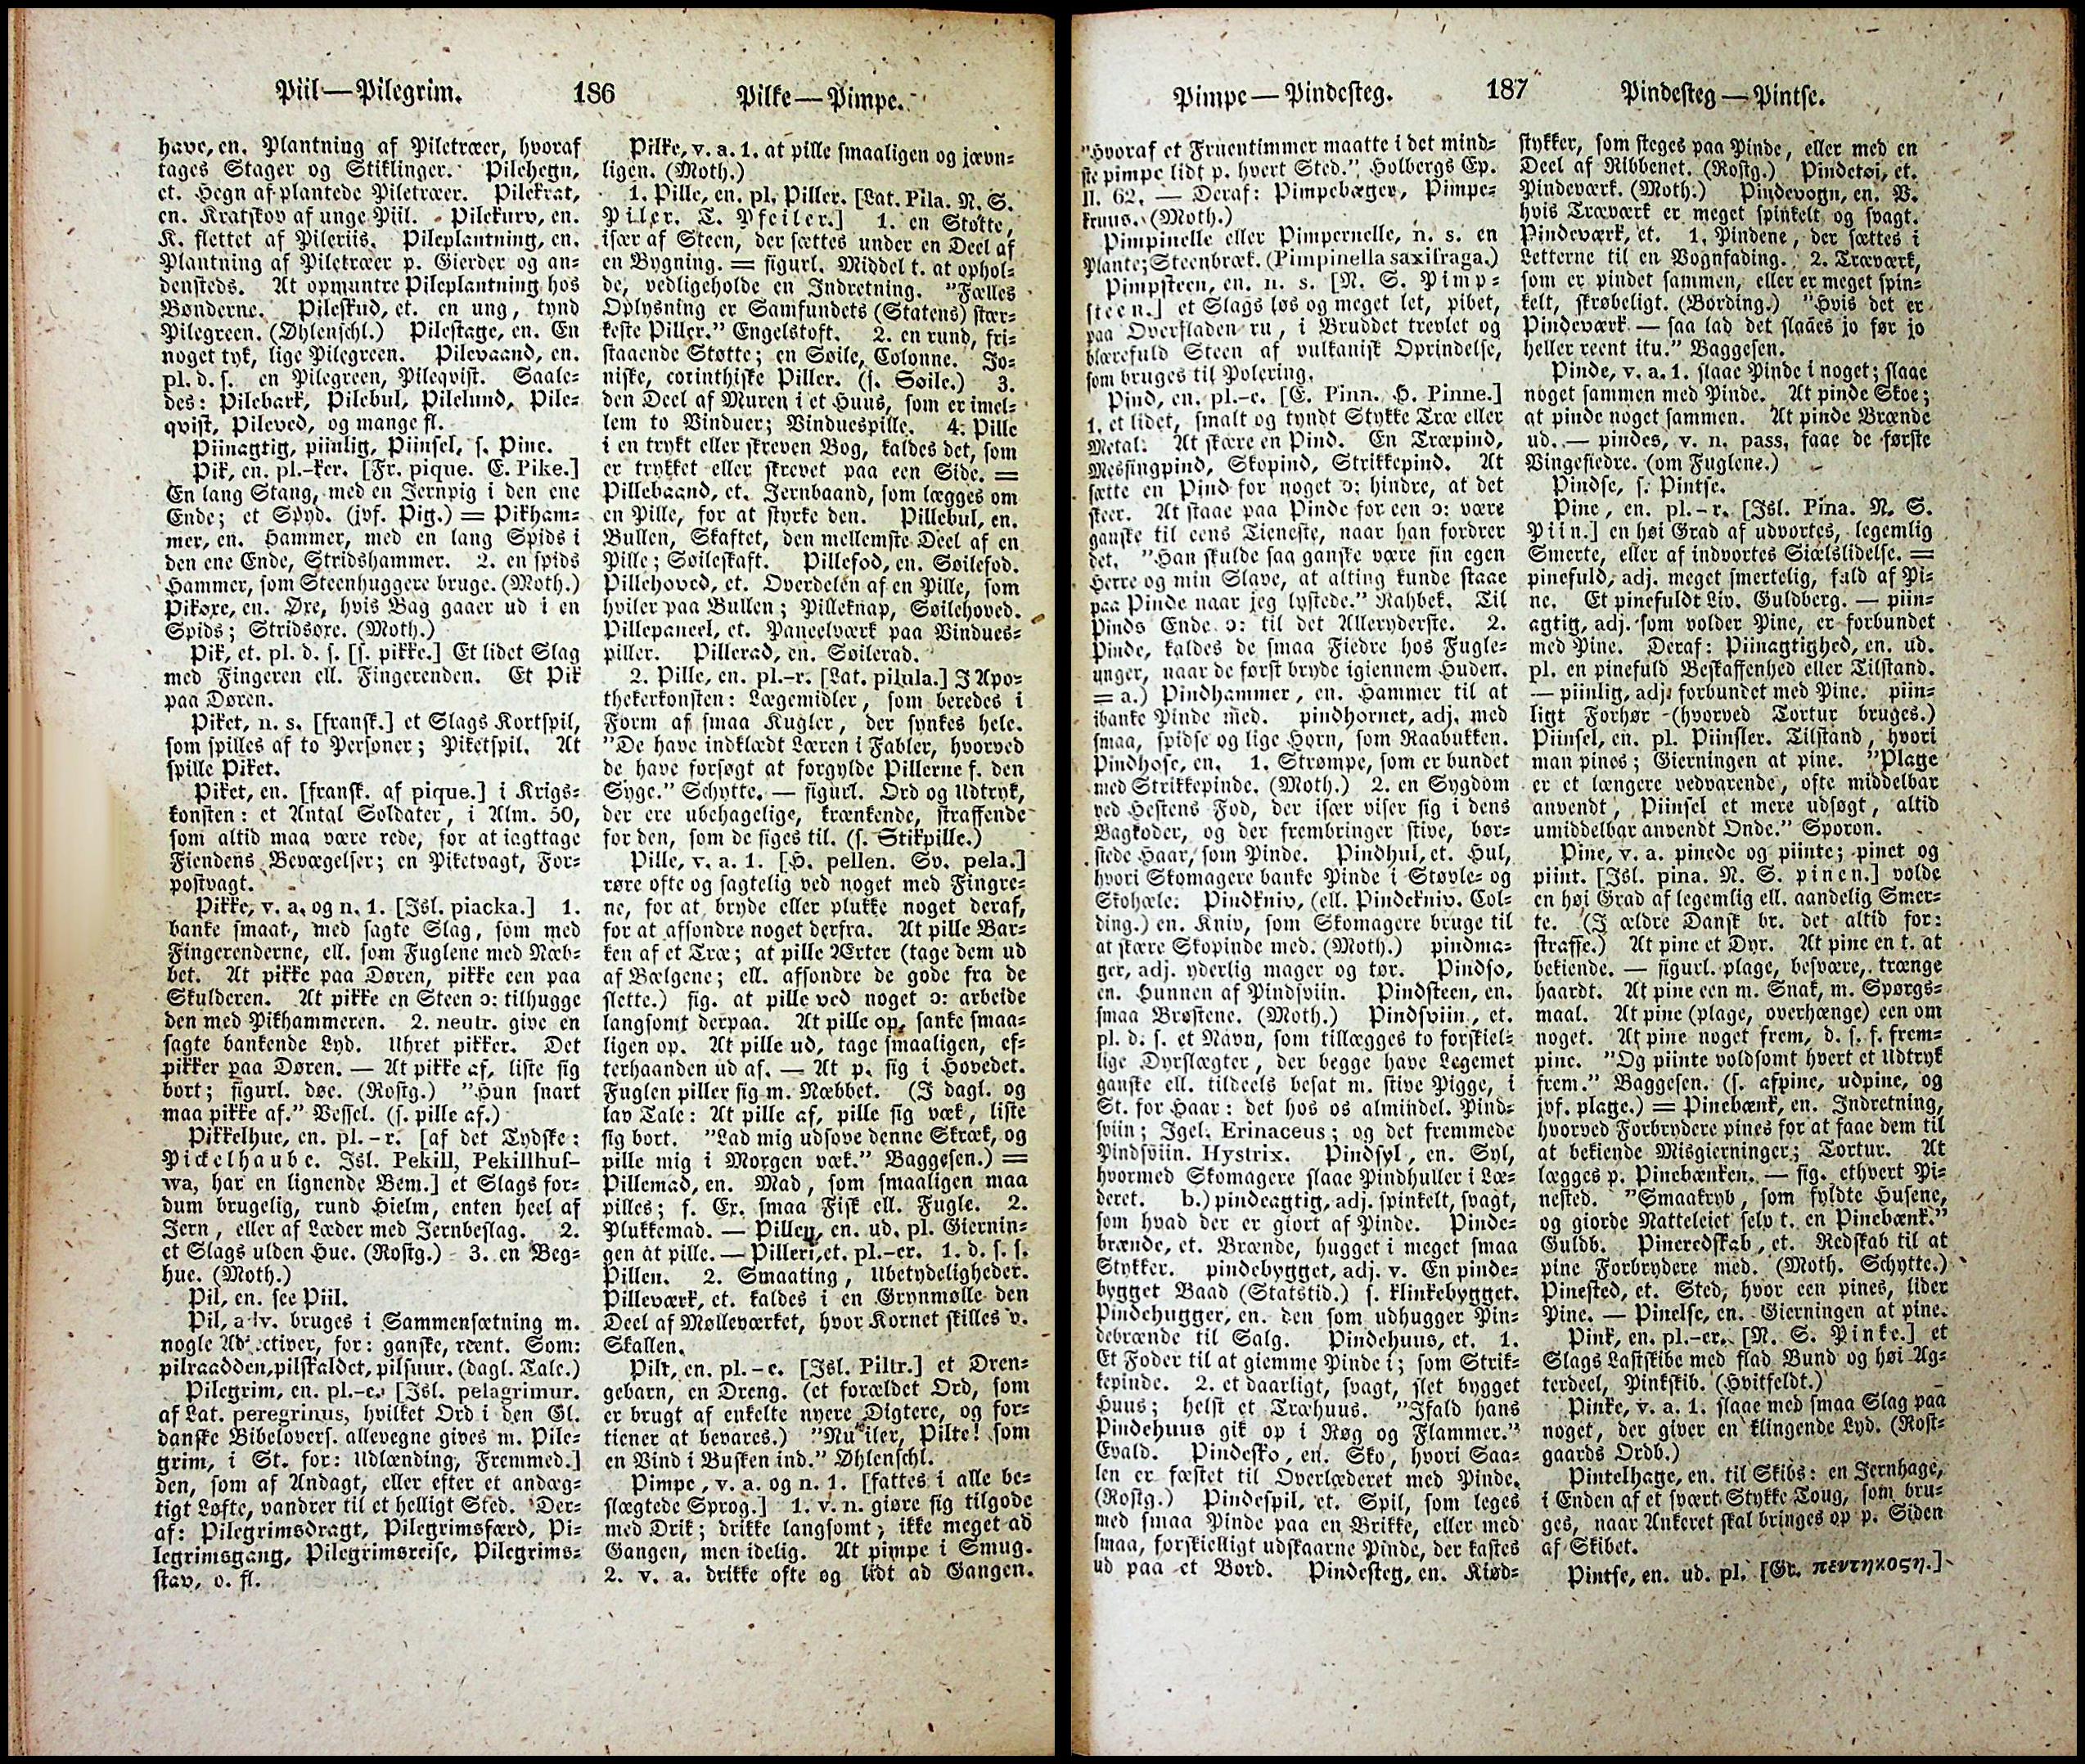 Piil—Pilegrim.
186
Pilke—Pimpe.
have, en. Plantning af Piletræer, hvoraf
tages Stager og Stiklinger. Pilehegn,
et. Hegn af plantede Piletræer. Pilekrat,
en. Kratskov af unge Piil. Pilekurv, en.
K. flettet af Pileriis. Pileplantning, en.
Plantning af Piletræer p. Gierder og an=
densteds. At opmuntre Pileplantning hos
Bønderne. Pileskud, et. en ung, tynd
Pilegreen. (Øhlenschl.) Pilestage, en. En
noget tyk, lige Pilegreen. Pilevaand, en.
pl. d. s. en Pilegreen, Pileqvist. Saale=
des: Pilebark, Pilebul, Pilelund, Pile=
qvist, Pileved, og mange fl.
Piinagtig, piinlig, Piinsel, s. Pine.
Pik, en. pl.-ker. [Fr. pique. E. Pike.]
En lang Stang, med en Jernpig i den ene
Ende; et Spyd. (jvf. Pig.) = Pikham=
mer, en. Hammer, med en lang Spids i
den ene Ende, Stridshammer. 2. en spids
Hammer, som Steenhuggere bruge. (Moth.)
Pikøxe, en. Øxe, hvis Bag gaaer ud i en
Spids; Stridsøxe. (Moth.)
Pik, et. pl. d. s. [s. pikke.] Et lidet Slag
med Fingeren ell. Fingerenden. Et Pik
paa Døren.
Piket, n. s. [fransk.] et Slags Kortspil,
som spilles af to Personer; Piketspil. At
spille Piket.
Piket, en. [fransk. af pique.] i Krigs=
konsten: et Antal Soldater, i Alm. 50,
som altid maa være rede, for at iagttage
Fiendens Bevægelser; en Piketvagt, For=
postvagt.
Pikke, v. a. og n. 1. [Isl. piacka.] 1.
banke smaat, med sagte Slag, som med
Fingerenderne, ell. som Fuglene med Næb=
bet. At pikke paa Døren, pikke een paa
Skulderen. At pikke en Steen ɔ: tilhugge
den med Pikhammeren. 2. neutr. give en
sagte bankende Lyd. Uhret pikker. Det
pikker paa Døren. — At pikke af, liste sig
bort; figurl. døe. (Rostg.) "Hun snart
maa pikke af." Vessel. (s. pille af.)
Pikkelhue, en. pl.-r. [af det Tydske:
Pickelhaube. Isl. Pekill, Pekillhuf-
wa, har en lignende Bem.] et Slags for=
dum brugelig, rund Hielm, enten heel af
Jern, eller af Læder med Jernbeslag. 2.
et Slags ulden Hue. (Rostg.) 3. en Beg=
hue. (Moth.)
Pil, en. see Piil.
Pil, adv. bruges i Sammensætning m.
nogle Adjectiver, for: ganske, reent. Som:
pilraadden, pilskaldet, pilsuur. (dagl. Tale.)
Pilegrim, en. pl.-e. [Isl. pelagrimur.
af Lat. peregrinus, hvilket Ord i den Gl.
danske Bibelovers. allevegne gives m. Pile=
grim, i St. for: Udlænding, Fremmed.]
den, som af Andagt, eller efter et andæg=
tigt Løfte, vandrer til et helligt Sted. Der=
af: Pilegrimsdragt, Pilegrimsfærd, Pi=
legrimsgang, Pilegrimsreise, Pilegrims=
stav, o. fl.
Pilke, v. a. 1. at pille smaaligen og jævn=
ligen. (Moth.)
1. Pille, en. pl. Piller. [Lat. Pila. N. S.
Piler. T. Pfeiler.] 1. en Støtte,
især af Steen, der sættes under en Deel af
en Bygning. = figurl. Middel t. at ophol=
de, vedligeholde en Indretning. "Fælles
Oplysning er Samfundets (Statens) stær=
keste Piller." Engelstoft. 2. en rund, fri=
staaende Støtte; en Søile, Colonne. Jo=
niske, corinthiske Piller. (s. Søile.) 3.
den Deel af Muren i et Huus, som er imel=
lem to Vinduer; Vinduespille. 4. Pille
i en trykt eller skreven Bog, kaldes det, som
er trykket eller skrevet paa een Side. =
Pillebaand, et. Jernbaand, som lægges om
en Pille, for at styrke den. Pillebul, en.
Bullen, Skaftet, den mellemste Deel af en
Pille; Søileskaft. Pillefod, en. Søilefod.
Pillehoved, et. Overdelen af en Pille, som
hviler paa Bullen; Pilleknap, Søilehoved.
Pillepaneel, et. Paneelværk paa Vindues=
piller. Pillerad, en. Søilerad.
2. Pille, en. pl.-r. [Lat. pilula.] I Apo=
thekerkonsten: Lægemidler, som beredes i
Form af smaa Kugler, der synkes hele.
"De have indklædt Læren i Fabler, hvorved
de have forsøgt at forgylde Pillerne f. den
Syge." Schytte. — figurl. Ord og Udtryk,
der ere ubehagelige, krænkende, straffende
for den, som de siges til. (s. Stikpille.)
Pille, v. a. 1. [H. pellen. Sv. pela.]
røre ofte og sagtelig ved noget med Fingre=
ne, for at bryde eller plukke noget deraf,
for at afsondre noget derfra. At pille Bar=
ken af et Træ; at pille Ærter (tage dem ud
af Bælgene; ell. afsondre de gode fra de
slette.) fig. at pille ved noget ɔ: arbeide
langsomt derpaa. At pille op, sanke smaa=
ligen op. At pille ud, tage smaaligen, ef=
terhaanden ud af. — At p. sig i Hovedet.
Fuglen piller sig m. Næbbet. (I dagl. og
lav Tale: At pille af, pille sig væk, liste
sig bort. "Lad mig udsove denne Skræk, og
pille mig i Morgen væk." Baggesen.) =
Pillemad, en. Mad, som smaaligen maa
pilles; f. Ex. smaa Fisk ell. Fugle. 2.
Plukkemad. — Pillen, en. ud. pl. Giernin=
gen at pille. — Pilleri, et. pl.-er. 1. d. s. s.
Pillen. 2. Smaating, Ubetydeligheder.
Pilleværk, et. kaldes i en Grynmølle den
Deel af Mølleværket, hvor Kornet skilles v.
Skallen.
Pilt, en. pl.-e. [Isl. Piltr.] et Dren=
gebarn, en Dreng. (et forældet Ord, som
er brugt af enkelte nyere Digtere, og for=
tiener at bevares.) "Nu iler, Pilte! som
en Vind i Busken ind." Øhlenschl.
Pimpe, v. a. og n. 1. [fattes i alle be=
slægtede Sprog.] 1. v. n. giøre sig tilgode
med Drik; drikke langsomt, ikke meget ad
Gangen, men idelig. At pimpe i Smug.
2. v. a. drikke ofte og lidt ad Gangen.
Pimpe—Pindesteg.
187
Pindesteg—Pintse.
"Hvoraf et Fruentimmer maatte i det mind=
ste pimpe lidt p. hvert Sted." Holbergs Ep.
II. 62. — Deraf: Pimpebæger, Pimpe=
kruus. (Moth.)
Pimpinelle eller Pimpernelle, n. s. en
Plante; Steenbræk. (Pimpinella saxifraga.)
Pimpsteen, en. n. s. [N. S. Pimp=
steen.] et Slags løs og meget let, pibet,
paa Overfladen ru, i Bruddet trevlet og
blærefuld Steen af vulkanisk Oprindelse,
som bruges til Polering.
Pind, en. pl.-e. [E. Pinn. H. Pinne.]
1. et lidet, smalt og tyndt Stykke Træ eller
Metal. At skære en Pind. En Træpind,
Messingpind, Skopind, Strikkepind. At
sætte en Pind for noget ɔ: hindre, at det
skeer. At staae paa Pinde for een ɔ: være
ganske til eens Tieneste, naar han fordrer
det. "Han skulde saa ganske være sin egen
Herre og min Slave, at alting kunde staae
paa Pinde naar jeg lystede." Rahbek. Til
Pinds Ende ɔ: til det Alleryderste. 2.
Pinde, kaldes de smaa Fiedre hos Fugle=
unger, naar de først bryde igiennem Huden.
= a.) Pindhammer, en. Hammer til at
ibanke Pinde med. pindhornet, adj. med
smaa, spidse og lige Horn, som Raabukken.
Pindhose, en. 1. Strømpe, som er bundet
med Strikkepinde. (Moth.) 2. en Sygdom
ved Hestens Fod, der især viser sig i dens
Bagkoder, og der frembringer stive, bør=
stede Haar, som Pinde. Pindhul, et. Hul,
hvori Skomagere banke Pinde i Støvle= og
Skohæle. Pindkniv, (ell. Pindekniv. Col=
ding.) en. Kniv, som Skomagere bruge til
at skære Skopinde med. (Moth.) pindma=
ger, adj. yderlig mager og tør. Pindso,
en. Hunnen af Pindsviin. Pindsteen, en.
smaa Brøstene. (Moth.) Pindsviin, et.
pl. d. s. et Navn, som tillægges to forskiel=
lige Dyrslægter, der begge have Legemet
ganske ell. tildeels besat m. stive Pigge, i
St. for Haar: det hos os almindel. Pind=
sviin; Igel. Erinaceus; og det fremmede
Pindsviin. Hystrix. Pindsyl, en. Syl,
hvormed Skomagere slaae Pindhuller i Læ=
deret. b.) pindeagtig, adj. spinkelt, svagt,
som hvad der er giort af Pinde. Pinde=
brænde, et. Brænde, hugget i meget smaa
Stykker. pindebygget, adj. v. En pinde=
bygget Baad (Statstid.) s. klinkebygget.
Pindehugger, en. den som udhugger Pin=
debrænde til Salg. Pindehuus, et. 1.
Et Foder til at giemme Pinde i; som Strik=
kepinde. 2. et daarligt, svagt, slet bygget
Huus; helst et Træhuus. "Ifald hans
Pindehuus gik op i Røg og Flammer."
Evald. Pindesko, en. Sko, hvori Saa=
len er fæstet til Overlæderet med Pinde.
(Rostg.) Pindespil, et. Spil, som leges
med smaa Pinde paa en Brikke, eller med
smaa, forskielligt udskaarne Pinde, der kastes
ud paa et Bord. Pindesteg, en. Kiød=
stykker, som steges paa Pinde, eller med en
Deel af Ribbenet. (Rostg.) Pindetøi, et.
Pindeværk. (Moth.) Pindevogn, en. V.
hvis Træværk er meget spinkelt og svagt.
Pindeværk, et. 1. Pindene, der sættes i
Letterne til en Vognfading. 2. Træværk,
som er pindet sammen, eller er meget spin=
kelt, skrøbeligt. (Bording.) "Hvis det er
Pindeværk — saa lad det slaaes jo før jo
heller reent itu." Baggesen.
Pinde, v. a. 1. slaae Pinde i noget; slaae
noget sammen med Pinde. At pinde Skoe;
at pinde noget sammen. At pinde Brænde
ud. — pindes, v. n. pass. faae de første
Vingefiedre. (om Fuglene.)
Pindse, s. Pintse.
Pine, en. pl.-r. [Isl. Pina. N. S.
Piin.] en høi Grad af udvortes, legemlig
Smerte, eller af indvortes Siælslidelse. =
pinefuld, adj. meget smertelig, fuld af Pi=
ne. Et pinefuldt Liv. Guldberg. — piin=
agtig, adj. som volder Pine, er forbundet
med Pine. Deraf: Piinagtighed, en. ud.
pl. en pinefuld Beskaffenhed eller Tilstand.
— piinlig, adj. forbundet med Pine. piin=
ligt Forhør (hvorved Tortur bruges.)
Piinsel, en. pl. Piinsler. Tilstand, hvori
man pines; Gierningen at pine. "Plage
er et længere vedvarende, ofte middelbar
anvendt, Piinsel et mere udsøgt, altid
umiddelbar anvendt Onde." Sporon.
Pine, v. a. pinede og piinte; pinet og
piint. [Isl. pina. N. S. pinen.] volde
en høi Grad af legemlig ell. aandelig Smer=
te. (I ældre Dansk br. det altid for:
straffe.) At pine et Dyr. At pine en t. at
bekiende. — figurl. plage, besvære, trænge
haardt. At pine een m. Snak, m. Spørgs=
maal. At pine (plage, overhænge) een om
noget. At pine noget frem, d. s. s. frem=
pine. "Og piinte voldsomt hvert et Udtryk
frem." Baggesen. (s. afpine, udpine, og
jvf. plage.) = Pinebænk, en. Indretning,
hvorved Forbrydere pines for at faae dem til
at bekiende Misgierninger; Tortur. At
lægges p. Pinebænken. — fig. ethvert Pi=
nested. "Smaakryb, som fyldte Husene,
og giorde Natteleiet selv t. en Pinebænk."
Guldb. Pineredskab, et. Redskab til at
pine Forbrydere med. (Moth. Schytte.)
Pinested, et. Sted, hvor een pines, lider
Pine. — Pinelse, en. Gierningen at pine.
Pink, en. pl.-er. [N. S. Pinke.] et
Slags Lastskibe med flad Bund og høi Ag=
terdeel, Pinkskib. (Hvitfeldt.)
Pinke, v. a. 1. slaae med smaa Slag paa
noget, der giver en klingende Lyd. (Rost=
gaards Ordb.)
Pintelhage, en. til Skibs: en Jernhage,
i Enden af et svært Stykke Toug, som bru=
ges, naar Ankeret skal bringes op p. Siden
af Skibet.
Pintse, en. ud. pl. [Gr. πεντηκοςη.]